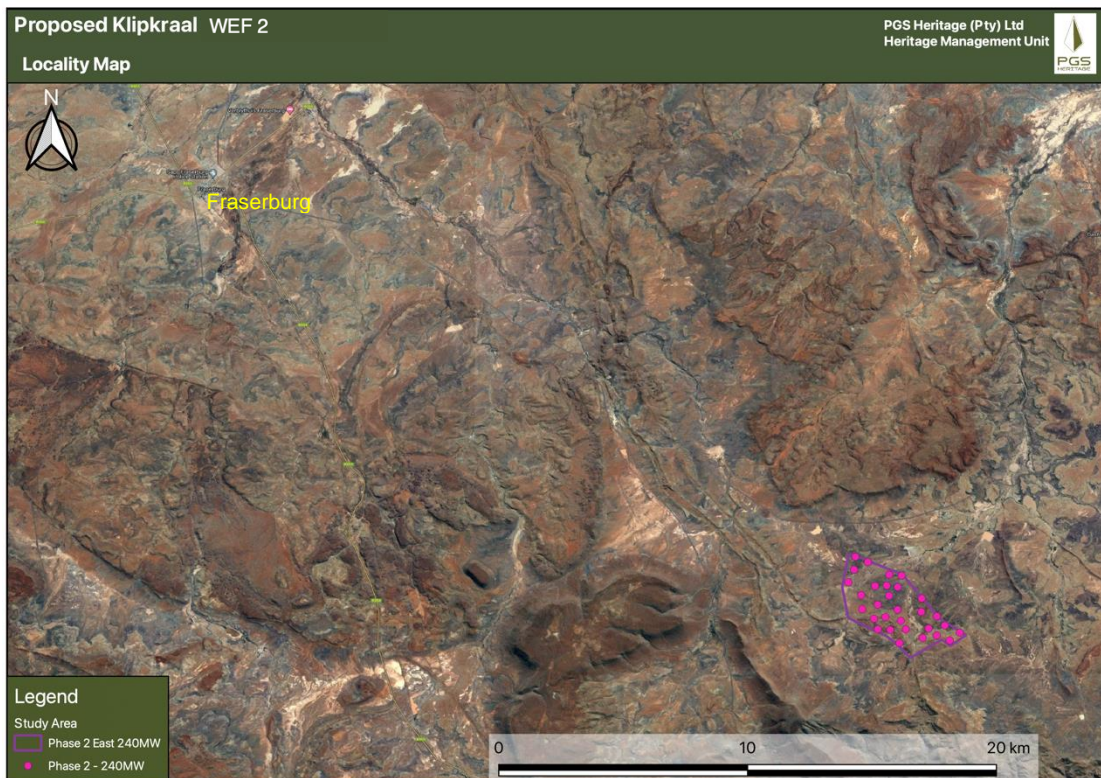 Proposed Klipkraal WEF 2
PGS Heritage (Pty) Ltd
Heritage Management Unit
PGS
HERITAGE
Locality Map
N
Fraserburg
Legend
Study Area
Phase 2 East 240MW
Phase 2 - 240MW
0 10 20 km